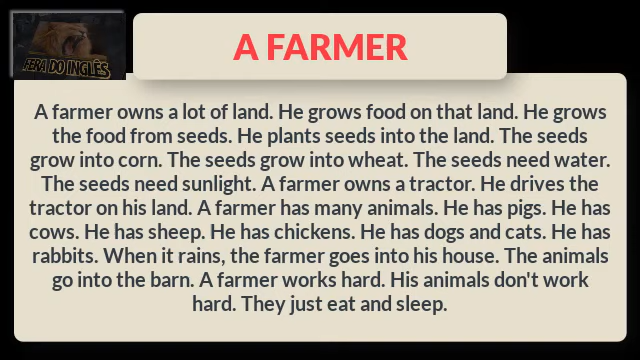 FERA DO INGLÊS
A FARMER
A farmer owns a lot of land. He grows food on that land. He grows
the food from seeds. He plants seeds into the land. The seeds
grow into corn. The seeds grow into wheat. The seeds need water.
The seeds need sunlight. A farmer owns a tractor. He drives the
tractor on his land. A farmer has many animals. He has pigs. He has
cows. He has sheep. He has chickens. He has dogs and cats. He has
rabbits. When it rains, the farmer goes into his house. The animals
go into the barn. A farmer works hard. His animals don't work
hard. They just eat and sleep.